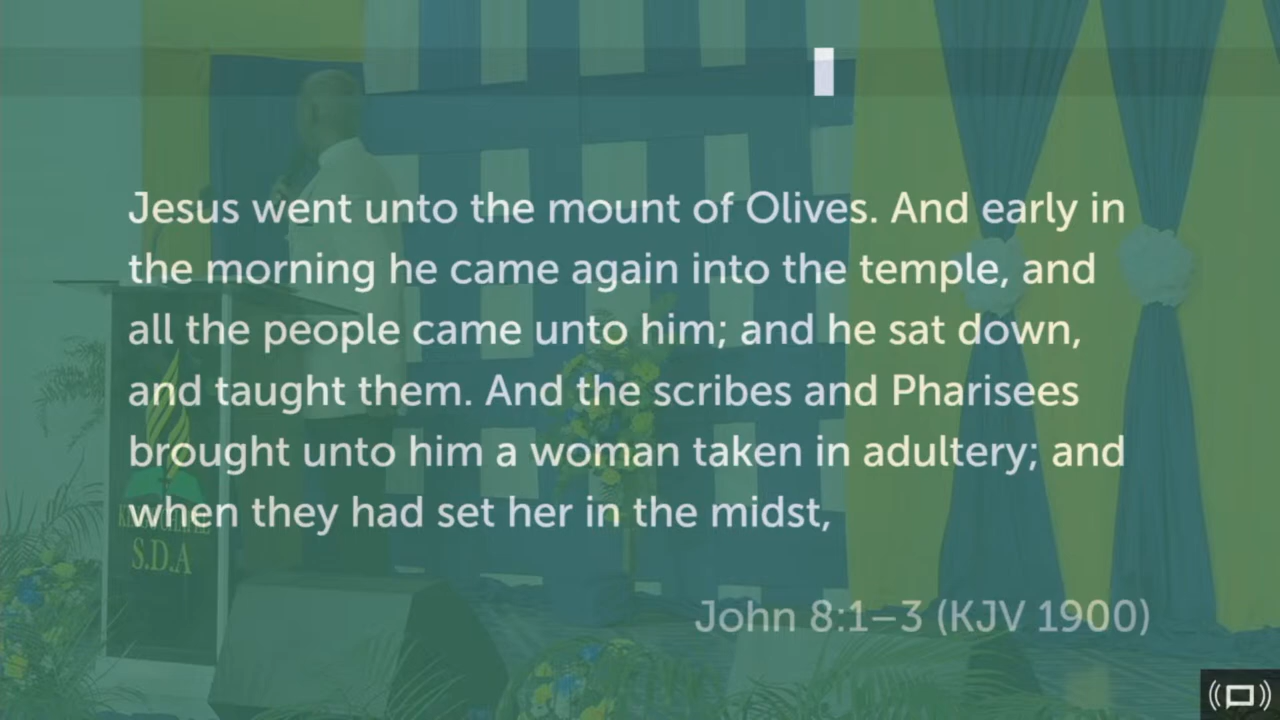 Jesus went unto the mount of Olives. And early in
the morning he came again into the temple, and
all the people came unto him; and he sat down,
and taught them. And the scribes and Pharisees
brought unto him a woman taken in adultery; and
when they had set her in the midst,
John 8:1–3 (KJV 1900)
S.D.A